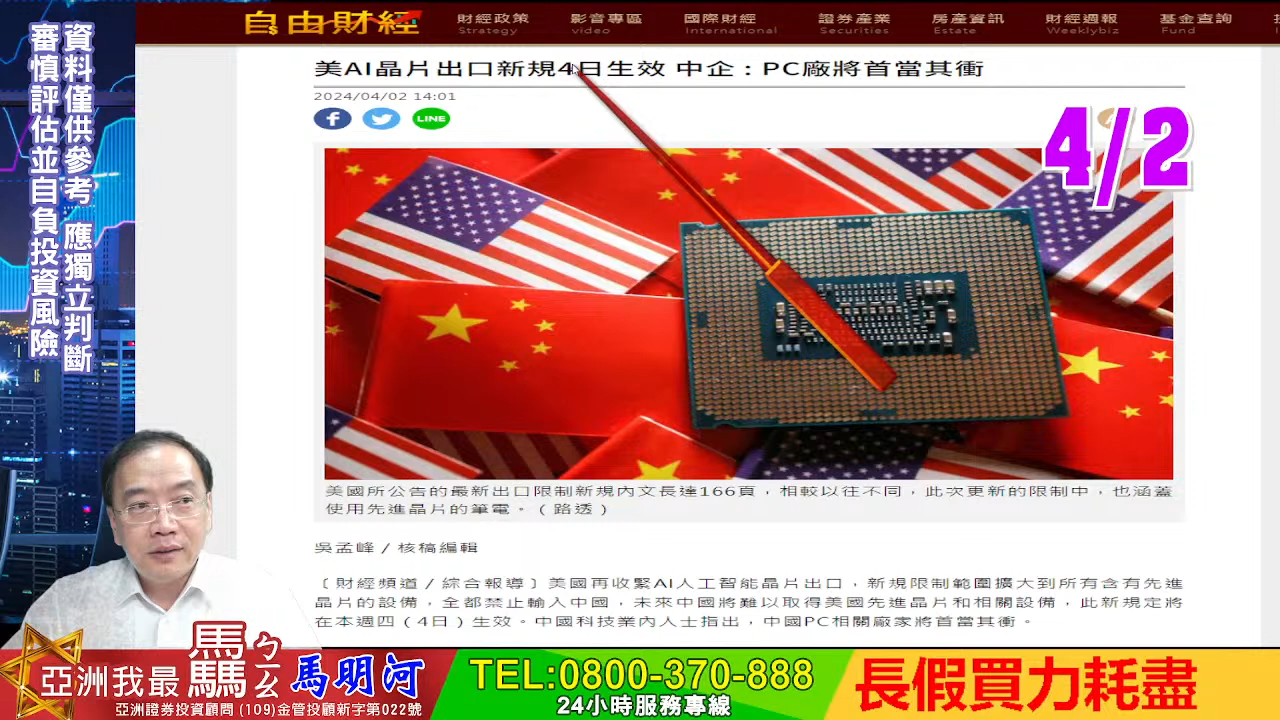 資料僅供參考 應獨立判斷
審慎評估並自負投資風險
自由財經
財經政策
Strategy
影音專區
video
國際財經
International
證券產業
Securities
房產資訊
Estate
財經週報
Weeklybiz
基金查詢
Fund
美AI晶片出口新規4日生效 中企：PC廠將首當其衝
2024/04/02 14:01
LINE
4/2
美國所公告的最新出口限制新規內文長達166頁，相較以往不同，此次更新的限制中，也涵蓋
使用先進晶片的筆電。（路透）
吳孟峰／核稿編輯
〔財經頻道／綜合報導〕美國再收緊AI人工智能晶片出口，新規限制範圍擴大到所有含有先進
晶片的設備，全都禁止輸入中國，未來中國將難以取得美國先進晶片和相關設備，此新規定將
在本週四（4日）生效。中國科技業內人士指出，中國PC相關廠家將首當其衝。
亞洲我最
馬
驫
ㄅㄧㄠ
馬明河
亞洲證券投資顧問 (109)金管投顧新字第022號
TEL:0800-370-888
24小時服務專線
長假買力耗盡